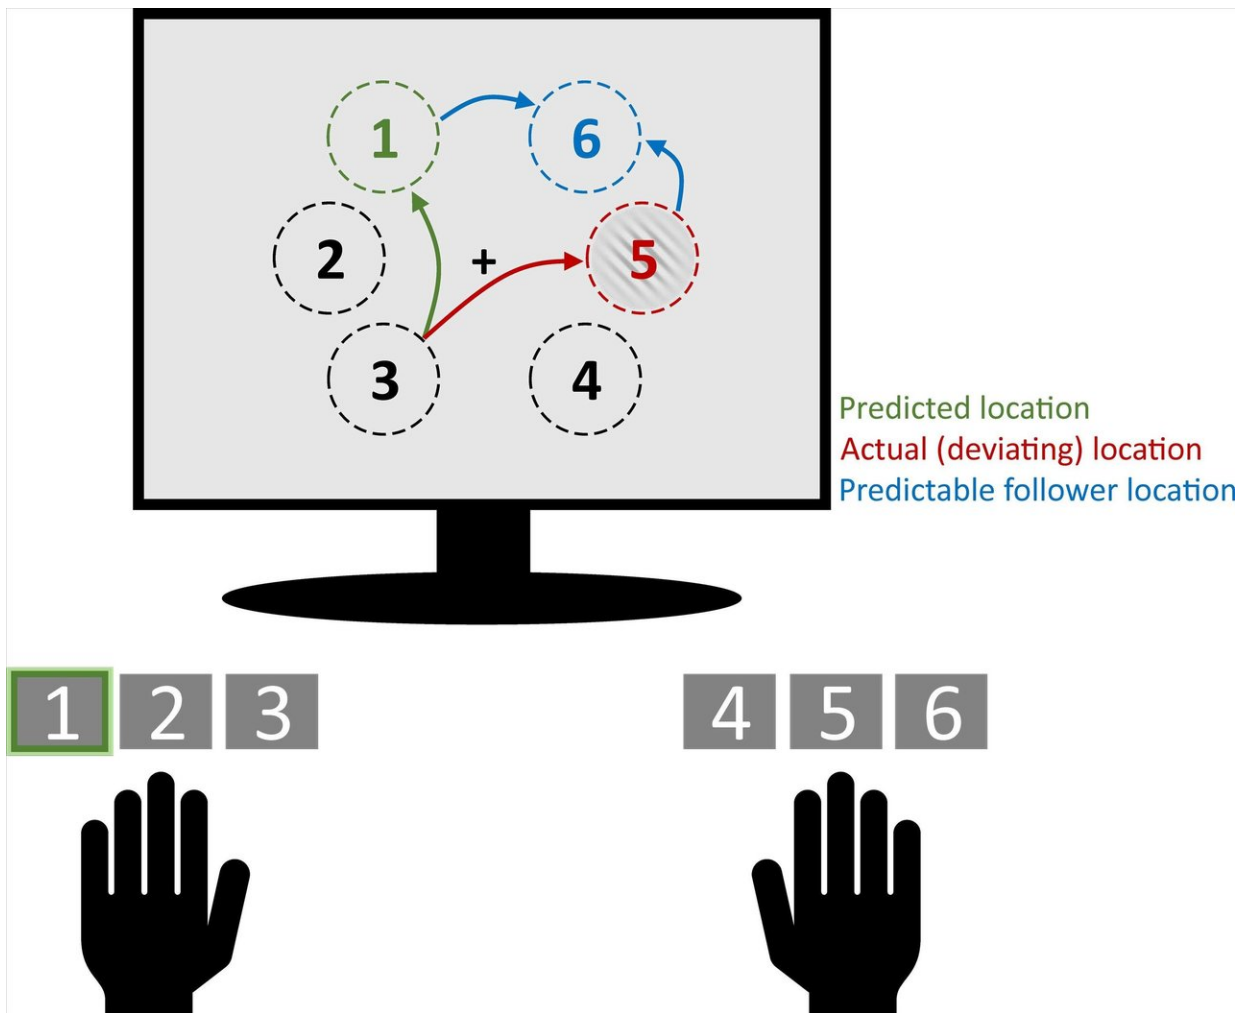 1 6
2 + 5
3 4
Predicted location
Actual (deviating) location
Predictable follower location
1 2 3 4 5 6